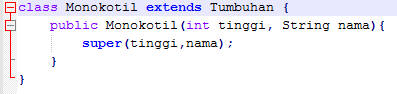 class Monokotil extends Tumbuhan {
public Monokotil(int tinggi, String nama){
super(tinggi,nama);
}
}